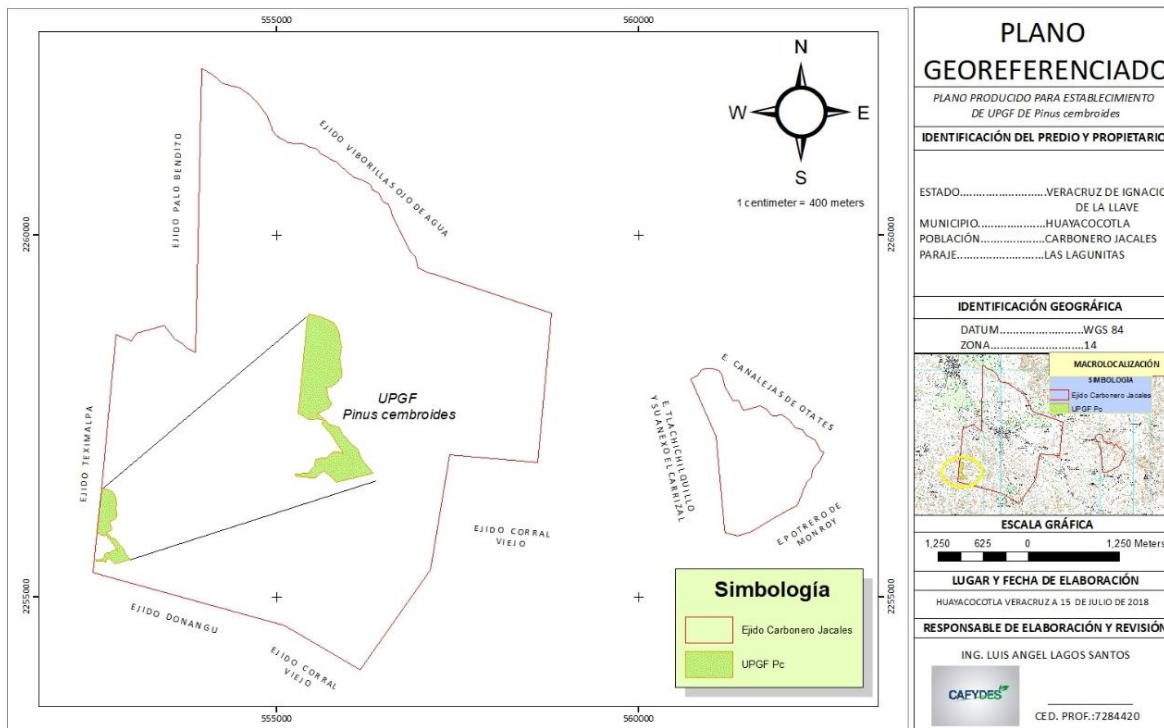 555000
560000
2260000
2255000
2260000
2255000
555000
560000
N
W
E
S
1 centimeter = 400 meters
EJIDO PALO BENDITO
EJIDO VIBORILLAS OJO DE AGUA
EJIDO TEXIMALPA
UPGF
Pinus cembroides
EJIDO CORRAL
VIEJO
EJIDO DONANGU
EJIDO CORRAL
VIEJO
E. CANALEJAS DE OTATES
E. TLACHICHILQUILLO
Y SU ANEXO EL CARRIZAL
EP OTRERO DE
MONROY
Simbología
Ejido Carbonero Jacales
UPGF Pc
PLANO
GEOREFERENCIADO
PLANO PRODUCIDO PARA ESTABLECIMIENTO
DE UPGF DE Pinus cembroides
IDENTIFICACIÓN DEL PREDIO Y PROPIETARIO
ESTADO.........................VERACRUZ DE IGNACIO
DE LA LLAVE
MUNICIPIO....................HUAYACOCOTLA
POBLACIÓN...................CARBONERO JACALES
PARAJE.........................LAS LAGUNITAS
IDENTIFICACIÓN GEOGRÁFICA
DATUM........................WGS 84
ZONA...........................14
MACROLOCALIZACIÓN
SIMBOLOGÍA
Ejido Carbonero Jacales
UPGF Pc
ESCALA GRÁFICA
1,250 625 0 1,250 Meters
LUGAR Y FECHA DE ELABORACIÓN
HUAYACOCOTLA VERACRUZ A 15 DE JULIO DE 2018
RESPONSABLE DE ELABORACIÓN Y REVISIÓN
ING. LUIS ANGEL LAGOS SANTOS
CAFYDES
CED. PROF.:7284420